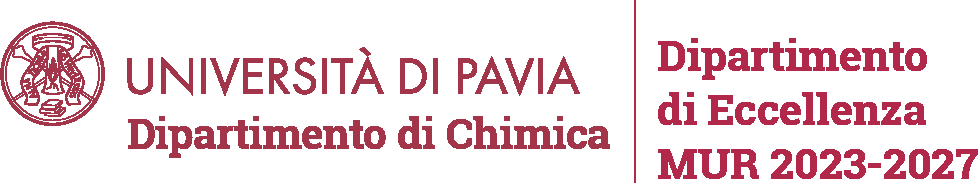 UNIVERSITÀ DI PAVIA
Dipartimento di Chimica
Dipartimento
di Eccellenza
MUR 2023-2027